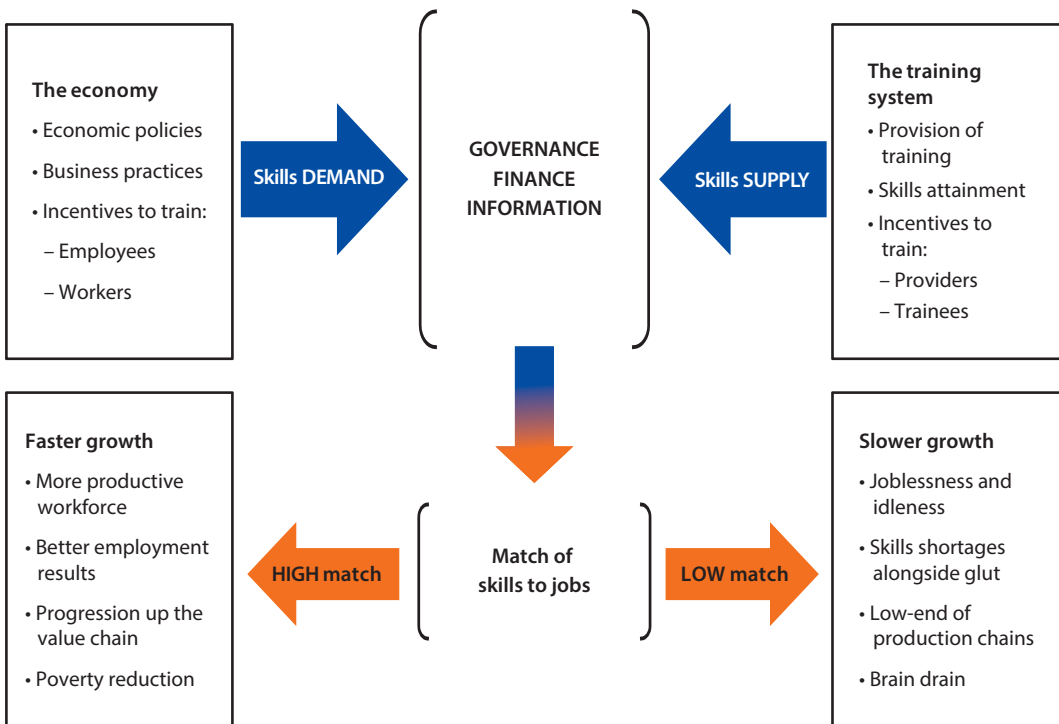 The economy
• Economic policies
• Business practices
• Incentives to train:
– Employees
– Workers
Skills DEMAND
GOVERNANCE
FINANCE
INFORMATION
Skills SUPPLY
The training
system
• Provision of
training
• Skills attainment
• Incentives to
train:
– Providers
– Trainees
Faster growth
• More productive
workforce
• Better employment
results
• Progression up the
value chain
• Poverty reduction
HIGH match
Match of
skills to jobs
LOW match
Slower growth
• Joblessness and
idleness
• Skills shortages
alongside glut
• Low-end of
production chains
• Brain drain